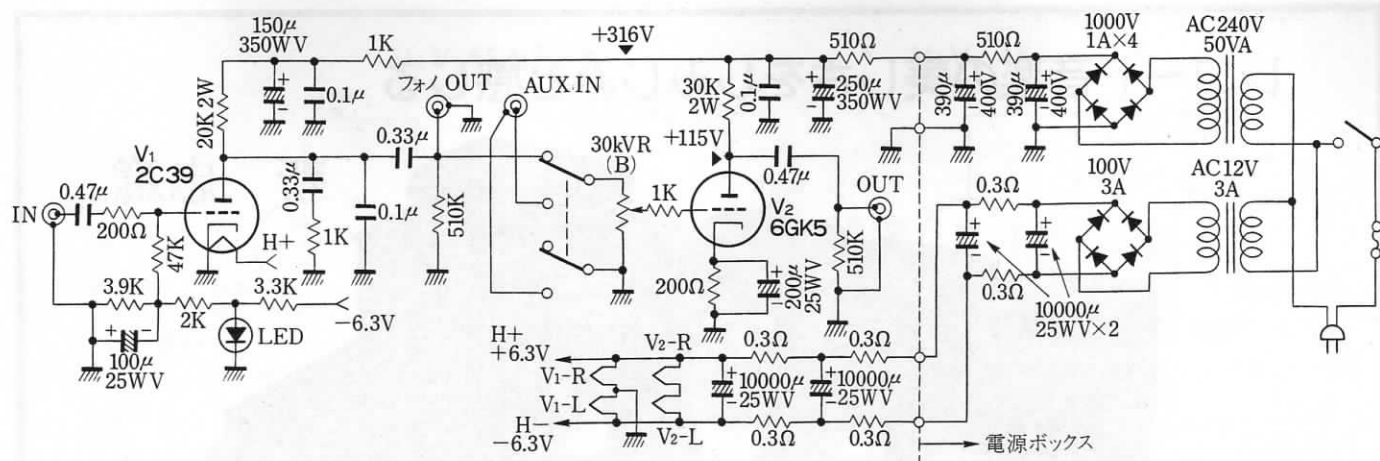 150μ
350WV
1K
+316V
510Ω
510Ω
1000V
1A×4
AC240V
50VA
フォノ OUT
AUX IN
20K 2W
0.1μ
30K
2W
0.1μ
250μ
350WV
390μ
400V
390μ
400V
V1
2C39
0.33μ
30kVR
(B)
+115V
0.47μ
100V
3A
AC12V
3A
IN
0.47μ
200Ω
47K
H+
0.33μ
1K
0.1μ
510K
1K
V2
6GK5
OUT
510K
0.3Ω
0.3Ω
10000μ
25WV×2
3.9K
2K
3.3K
-6.3V
LED
100μ
25WV
200Ω
200μ
25WV
H+
+6.3V
V2-R
0.3Ω
0.3Ω
V1-R
V1-L
10000μ
25WV
10000μ
25WV
H-
-6.3V
V2-L
0.3Ω
0.3Ω
電源ボックス